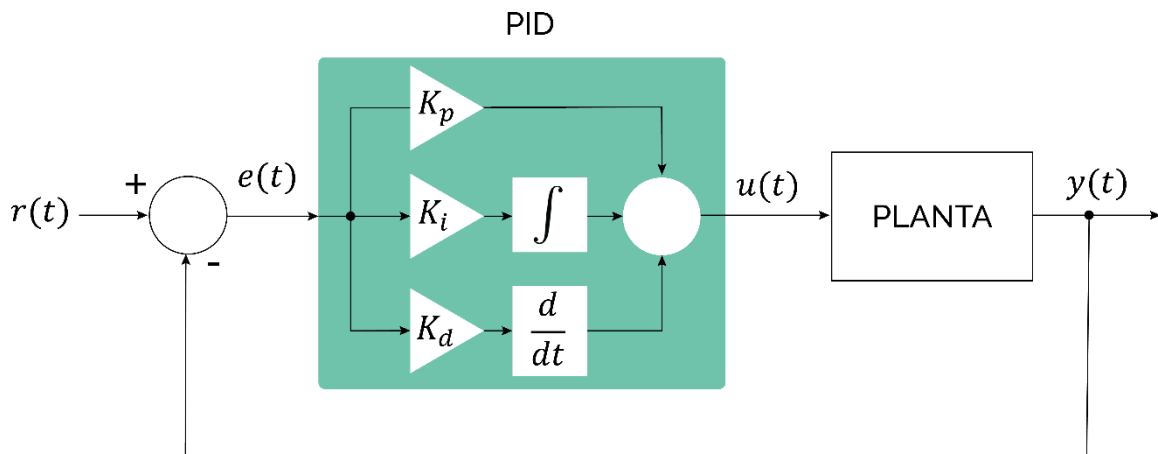 PID
K_p
+
e(t)
r(t)
K_i
∫
u(t)
PLANTA
y(t)
-
K_d
d
dt